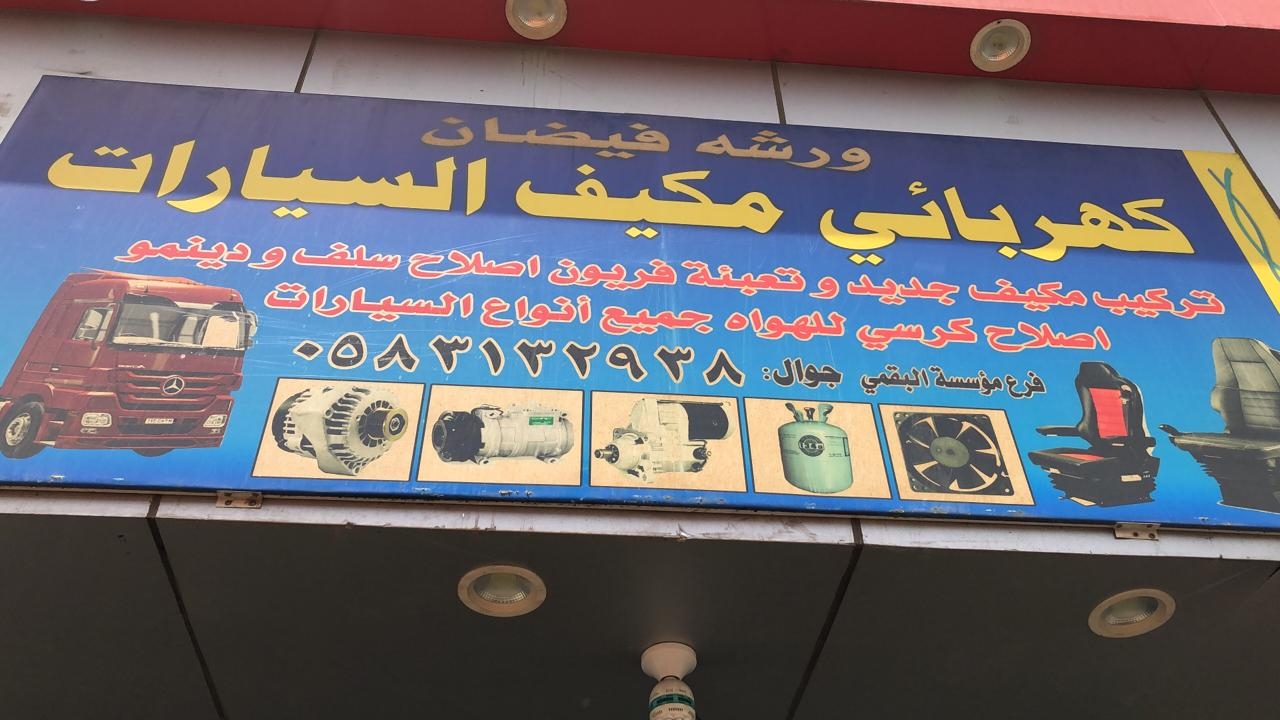 ورشه فيضان
كهربائي مكيف السيارات
تركيب مكيف جديد و تعبئة فريون اصلاح سلف و دينمو
اصلاح كرسي للهواه جميع أنواع السيارات
فرع مؤسسة البقمي جوال: ٠٥٨٣١٣٢٩٣٨